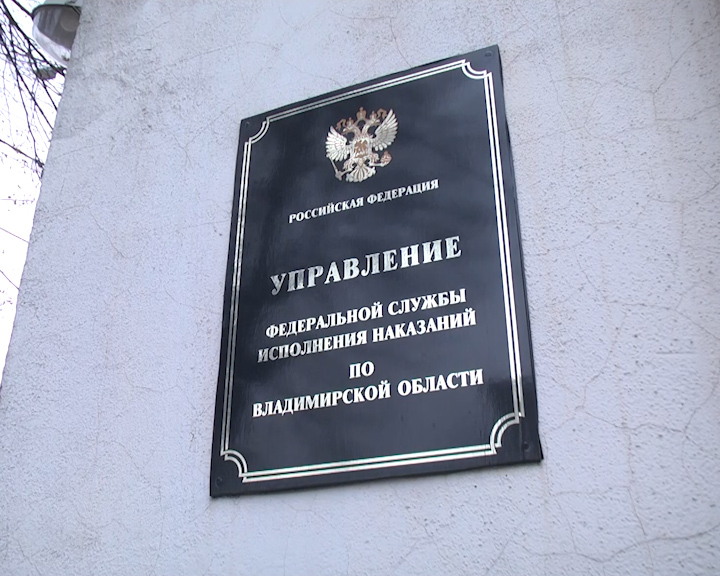 РОССИЙСКАЯ ФЕДЕРАЦИЯ
УПРАВЛЕНИЕ
ФЕДЕРАЛЬНОЙ СЛУЖБЫ
ИСПОЛНЕНИЯ НАКАЗАНИЙ
ПО
ВЛАДИМИРСКОЙ ОБЛАСТИ